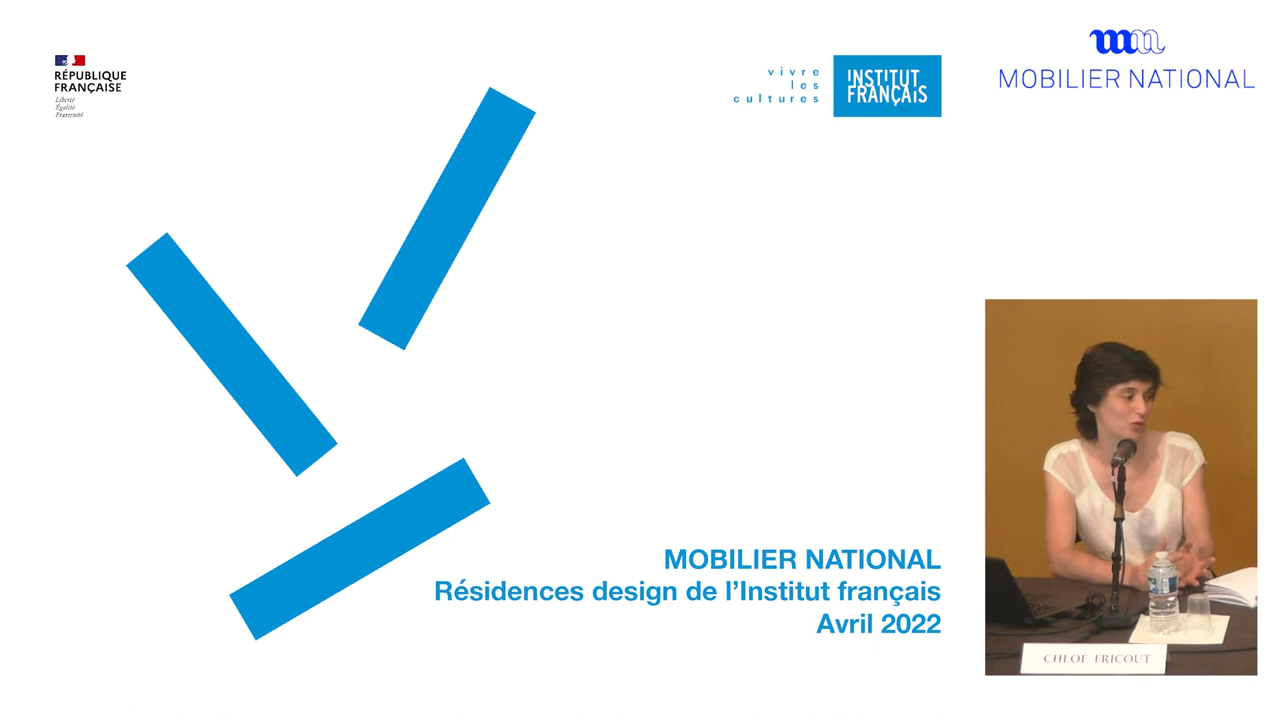 RÉPUBLIQUE
FRANÇAISE
Liberté
Égalité
Fraternité
vivre
les
cultures
INSTITUT
FRANÇAIS
MOBILIER NATIONAL
MOBILIER NATIONAL
Résidences design de l’Institut français
Avril 2022
CHLOÉ FRICOUT